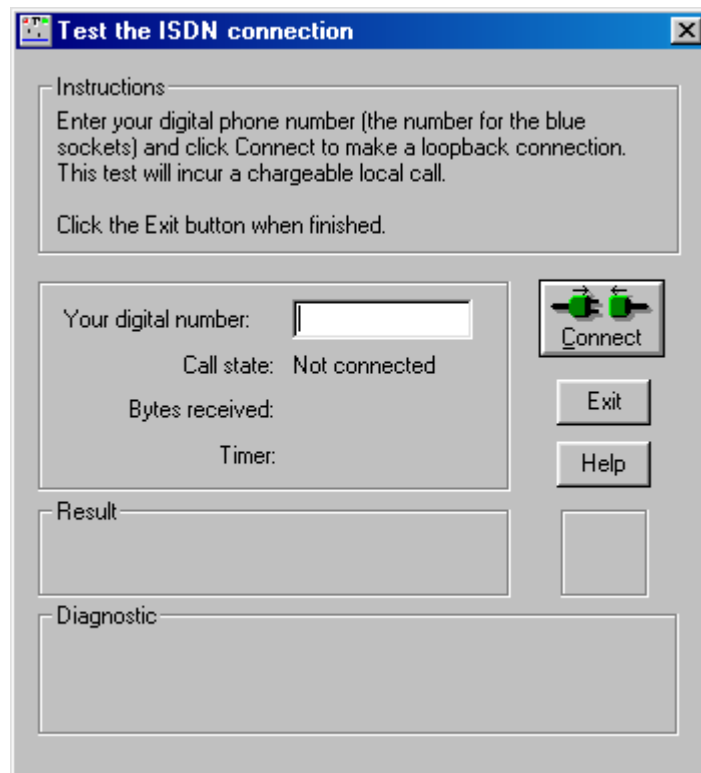 Test the ISDN connection
Instructions
Enter your digital phone number (the number for the blue
sockets) and click Connect to make a loopback connection.
This test will incur a chargeable local call.
Click the Exit button when finished.
Your digital number:
Connect
Call state: Not connected
Bytes received:
Exit
Timer:
Help
Result
Diagnostic